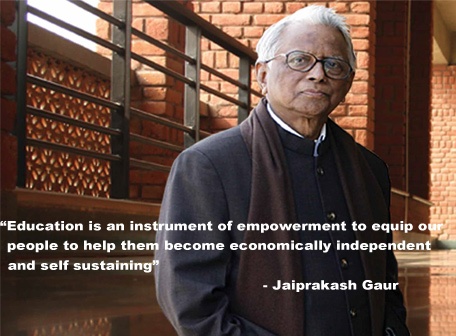 “Education is an instrument of empowerment to equip our
people to help them become economically independent
and self sustaining”
- Jaiprakash Gaur